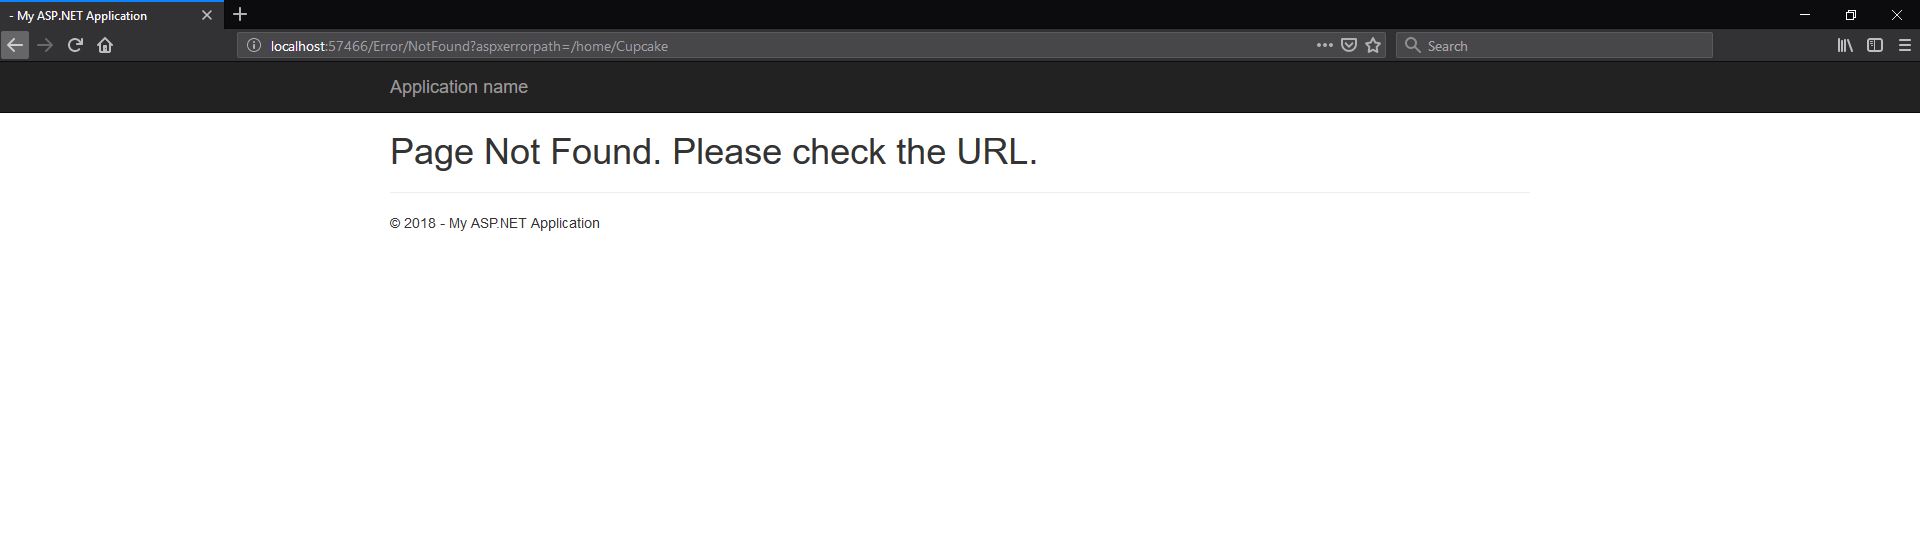 - My ASP.NET Application
localhost:57466/Error/NotFound?aspxerrorpath=/home/Cupcake
Search
Application name
Page Not Found. Please check the URL.
© 2018 - My ASP.NET Application